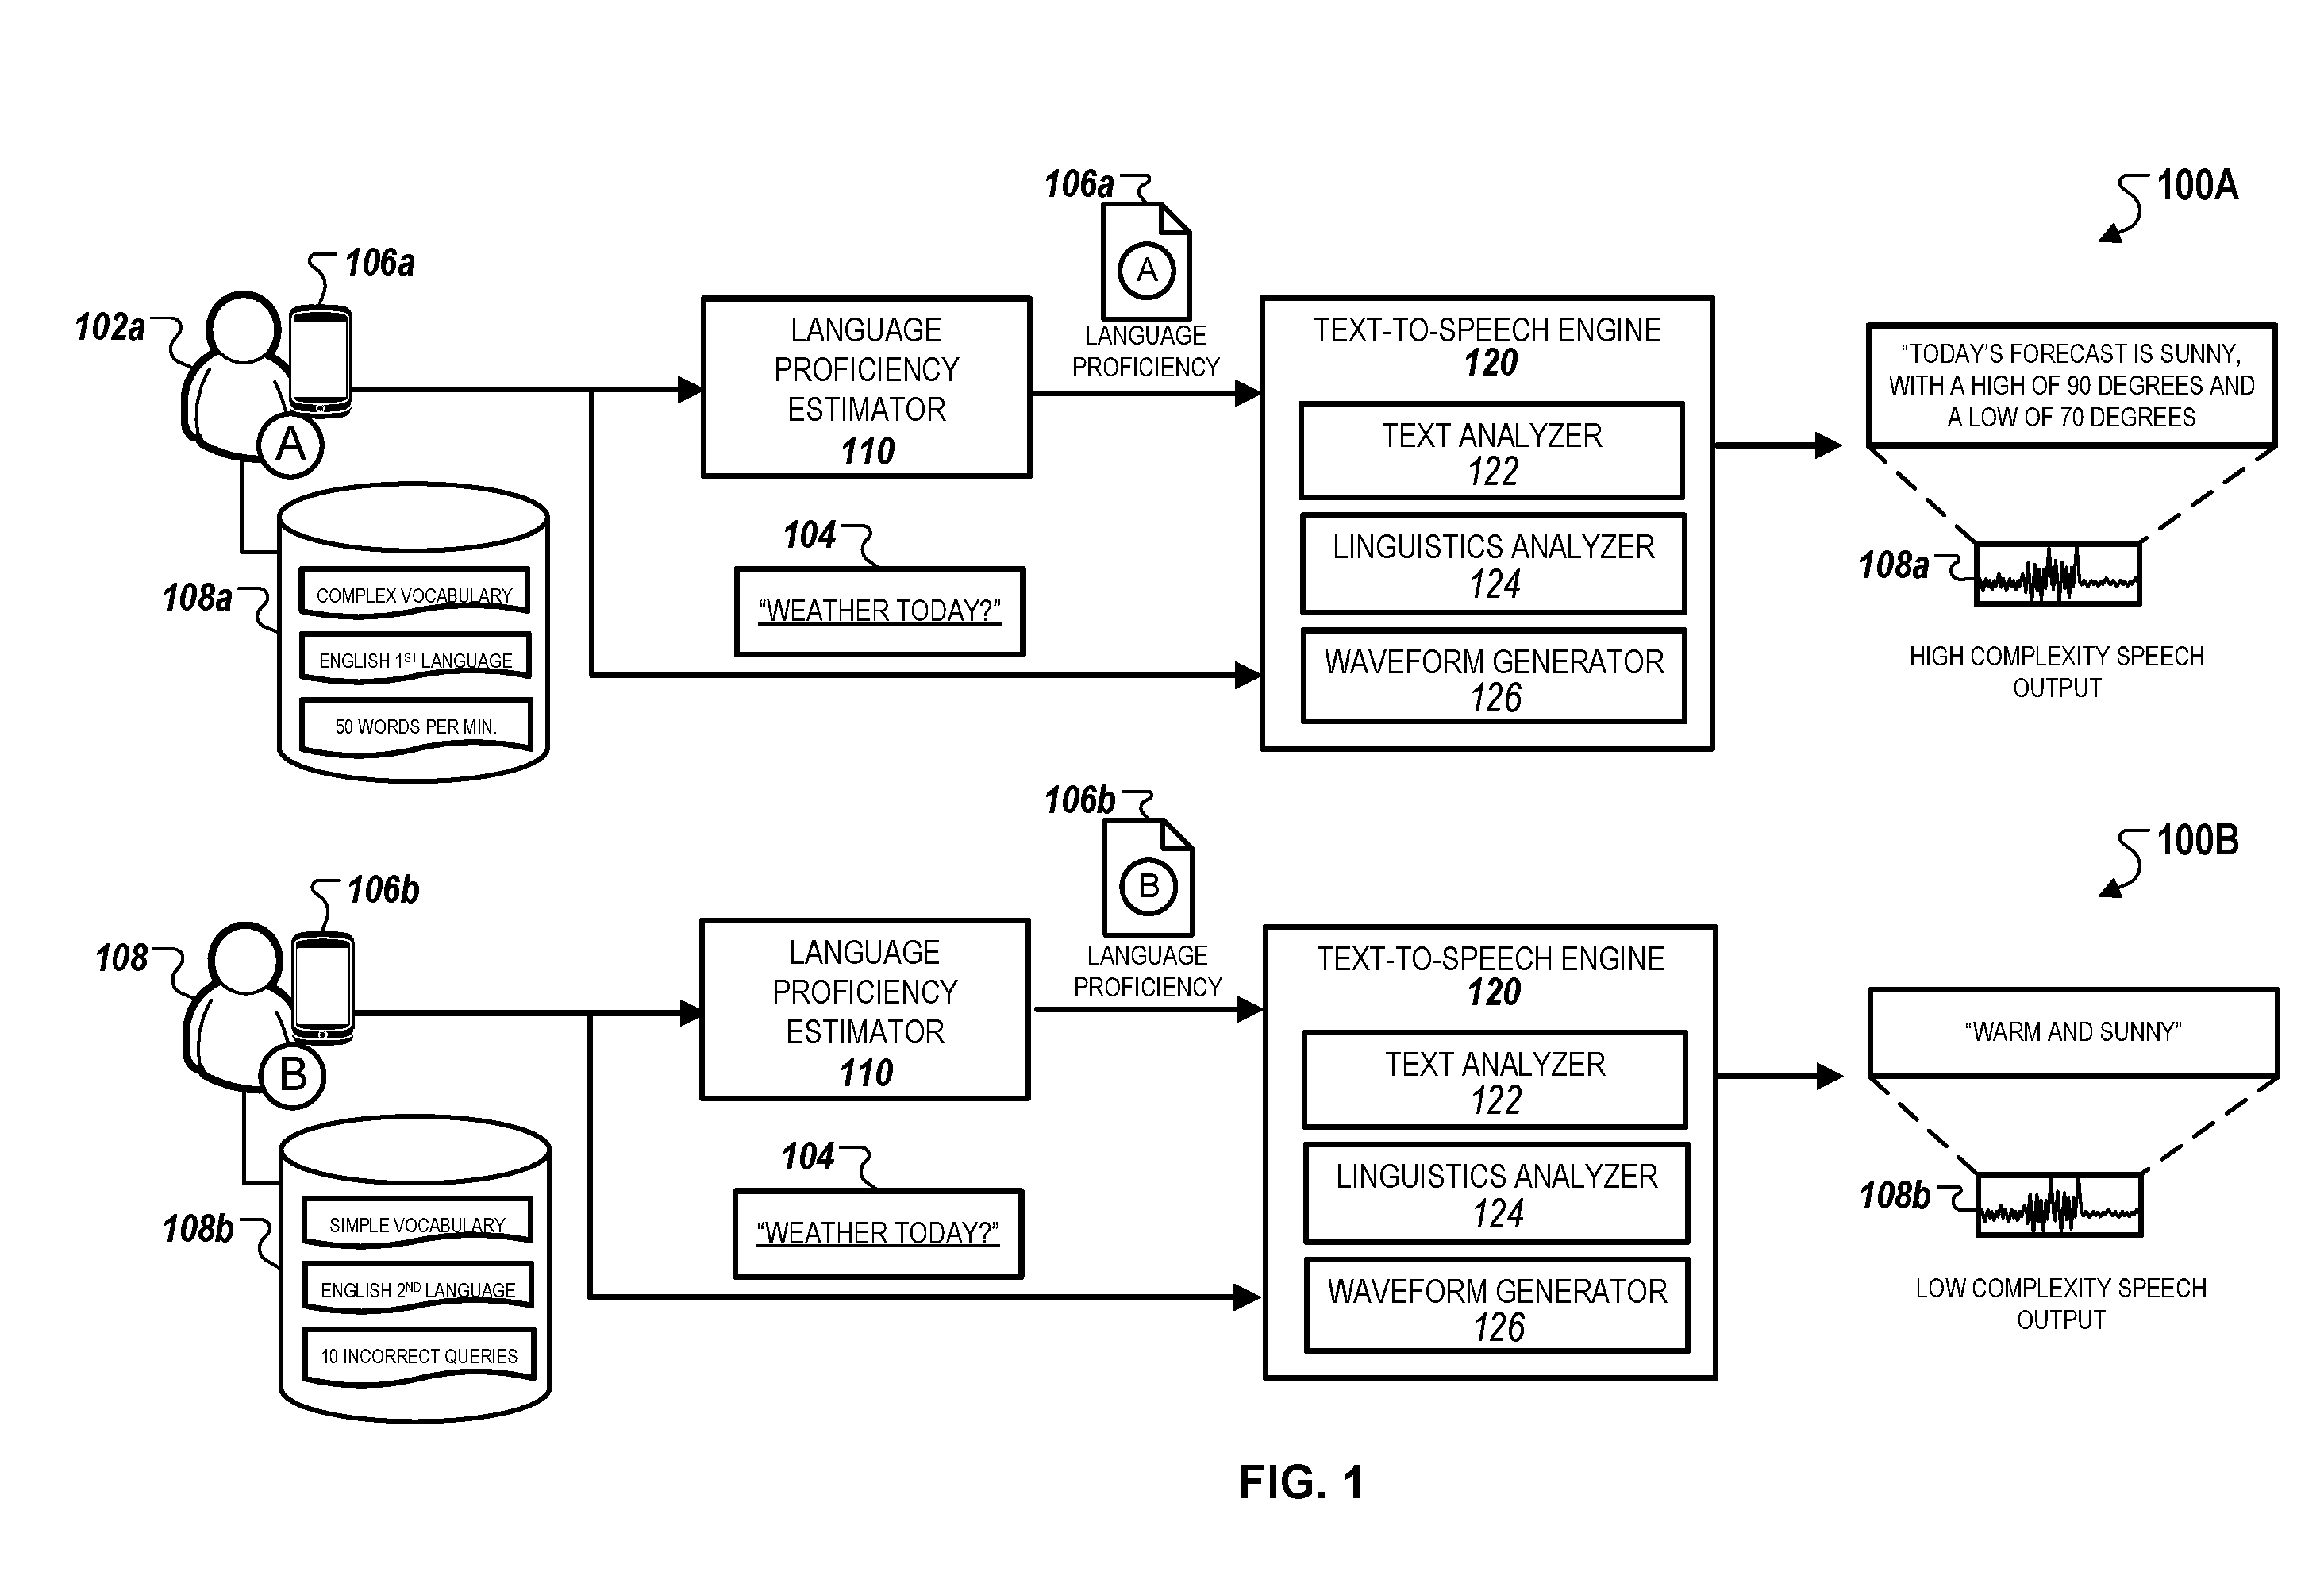 100A
106a
106a
102a
A
A
LANGUAGE
PROFICIENCY
LANGUAGE
PROFICIENCY
ESTIMATOR
110
TEXT-TO-SPEECH ENGINE
120
TEXT ANALYZER
122
LINGUISTICS ANALYZER
124
WAVEFORM GENERATOR
126
“TODAY’S FORECAST IS SUNNY,
WITH A HIGH OF 90 DEGREES AND
A LOW OF 70 DEGREES
108a
HIGH COMPLEXITY SPEECH
OUTPUT
104
“WEATHER TODAY?”
108a
COMPLEX VOCABULARY
ENGLISH 1ST LANGUAGE
50 WORDS PER MIN.
100B
106b
106b
108
B
B
LANGUAGE
PROFICIENCY
LANGUAGE
PROFICIENCY
ESTIMATOR
110
TEXT-TO-SPEECH ENGINE
120
TEXT ANALYZER
122
LINGUISTICS ANALYZER
124
WAVEFORM GENERATOR
126
“WARM AND SUNNY”
108b
LOW COMPLEXITY SPEECH
OUTPUT
104
“WEATHER TODAY?”
108b
SIMPLE VOCABULARY
ENGLISH 2ND LANGUAGE
10 INCORRECT QUERIES
FIG. 1